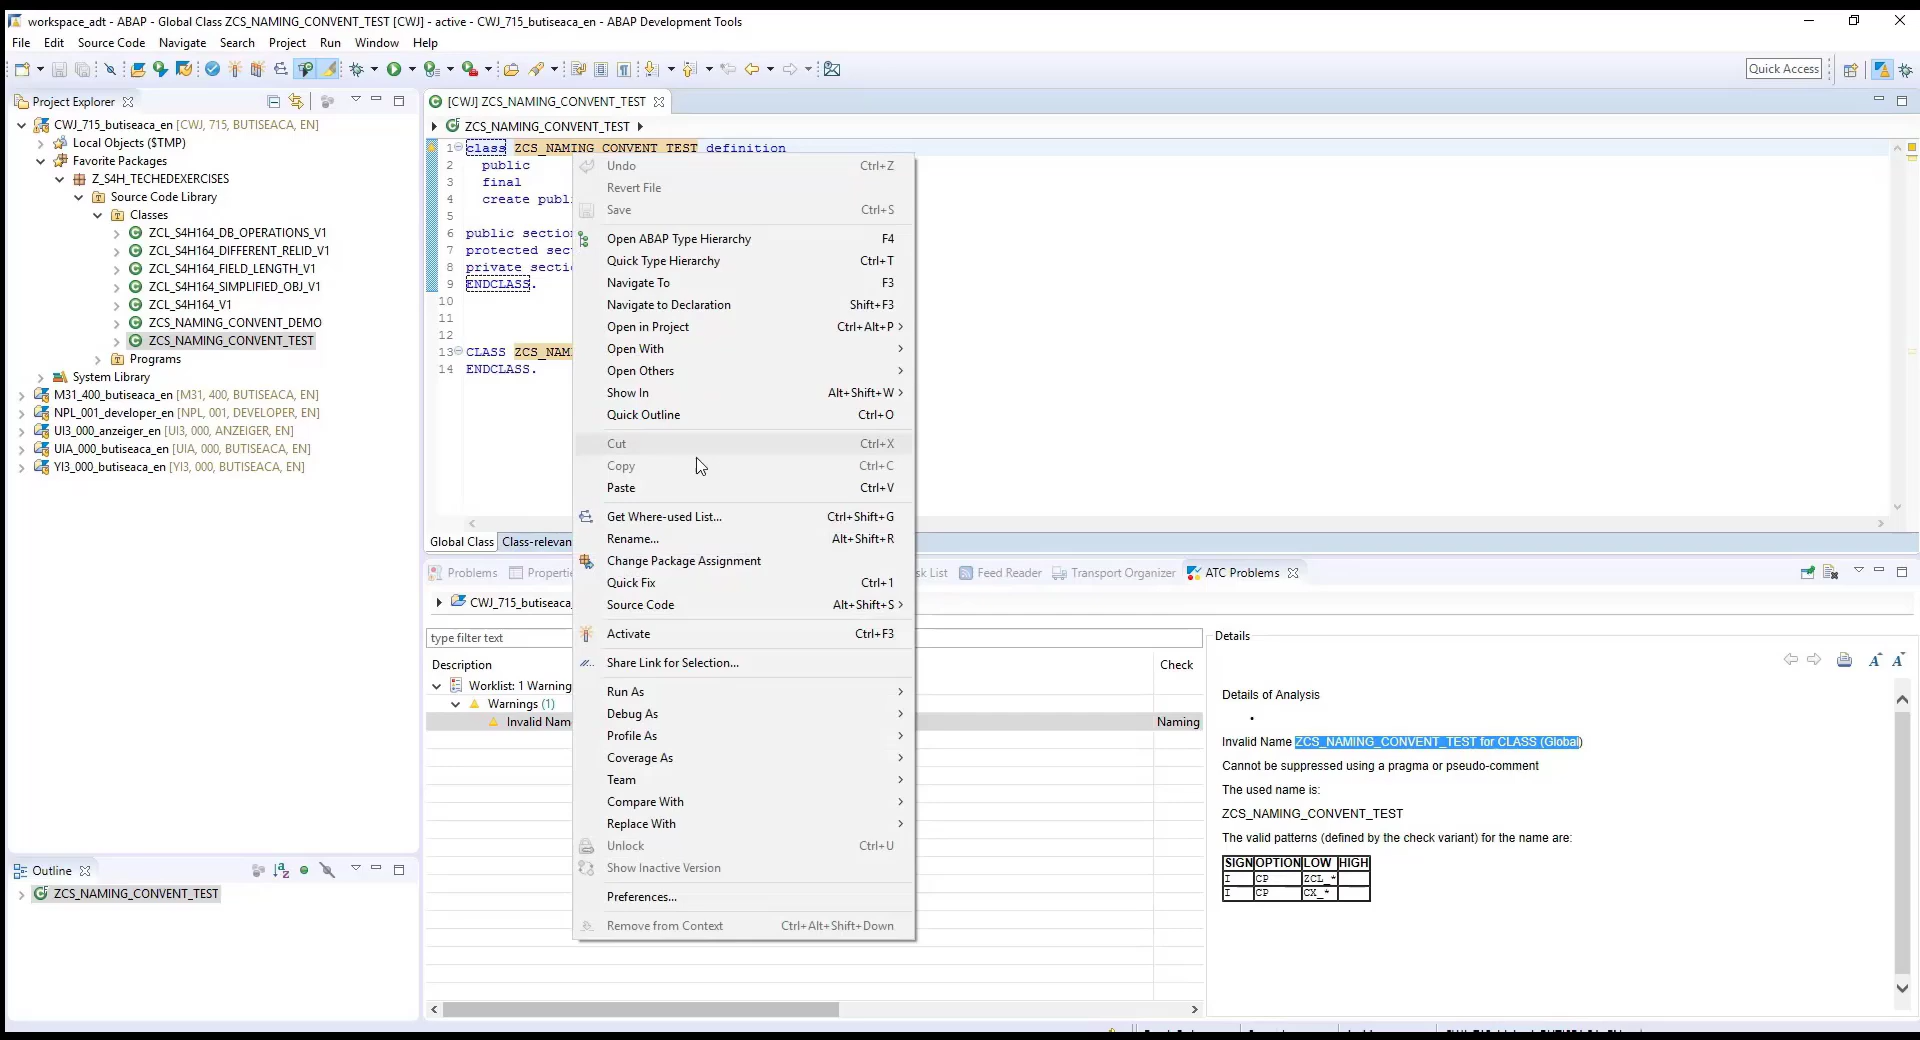 workspace_adt - ABAP - Global Class ZCS_NAMING_CONVENT_TEST [CWJ] - active - CWJ_715_butiseaca_en - ABAP Development Tools
File Edit Source Code Navigate Search Project Run Window Help
Quick Access
Project Explorer
CWJ_715_butiseaca_en [CWJ, 715, BUTISEACA, EN]
Local Objects ($TMP)
Favorite Packages
Z_S4H_TECHEDEXERCISES
Source Code Library
Classes
ZCL_S4H164_DB_OPERATIONS_V1
ZCL_S4H164_DIFFERENT_RELID_V1
ZCL_S4H164_FIELD_LENGTH_V1
ZCL_S4H164_SIMPLIFIED_OBJ_V1
ZCL_S4H164_V1
ZCS_NAMING_CONVENT_DEMO
ZCS_NAMING_CONVENT_TEST
Programs
System Library
M31_400_butiseaca_en [M31, 400, BUTISEACA, EN]
NPL_001_developer_en [NPL, 001, DEVELOPER, EN]
UI3_000_anzeiger_en [UI3, 000, ANZEIGER, EN]
UIA_000_butiseaca_en [UIA, 000, BUTISEACA, EN]
YI3_000_butiseaca_en [YI3, 000, BUTISEACA, EN]
Outline
ZCS_NAMING_CONVENT_TEST
[CWJ] ZCS_NAMING_CONVENT_TEST
ZCS_NAMING_CONVENT_TEST
1 class ZCS_NAMING_CONVENT_TEST definition
2 public
3 final
4 create publ
5
6 public section
7 protected sec
8 private secti
9 ENDCLASS.
10
11
12
13 CLASS ZCS_NAM
14 ENDCLASS.
Global Class Class-relevan
Undo Ctrl+Z
Revert File
Save Ctrl+S
Open ABAP Type Hierarchy F4
Quick Type Hierarchy Ctrl+T
Navigate To F3
Navigate to Declaration Shift+F3
Open in Project Ctrl+Alt+P
Open With
Open Others
Show In Alt+Shift+W
Quick Outline Ctrl+O
Cut Ctrl+X
Copy Ctrl+C
Paste Ctrl+V
Get Where-used List... Ctrl+Shift+G
Rename... Alt+Shift+R
Change Package Assignment
Quick Fix Ctrl+1
Source Code Alt+Shift+S
Activate Ctrl+F3
Share Link for Selection...
Run As
Debug As
Profile As
Coverage As
Team
Compare With
Replace With
Unlock Ctrl+U
Show Inactive Version
Preferences...
Remove from Context Ctrl+Alt+Shift+Down
Problems Propertie sk List Feed Reader Transport Organizer ATC Problems
CWJ_715_butiseaca_
type filter text
Description Check
Worklist: 1 Warning
Warnings (1)
Invalid Nam Naming
Details
Details of Analysis
•
Invalid Name ZCS_NAMING_CONVENT_TEST for CLASS (Global)
Cannot be suppressed using a pragma or pseudo-comment
The used name is:
ZCS_NAMING_CONVENT_TEST
The valid patterns (defined by the check variant) for the name are:
SIGN OPTION LOW HIGH
I CP ZCL_*
I CP CX_*